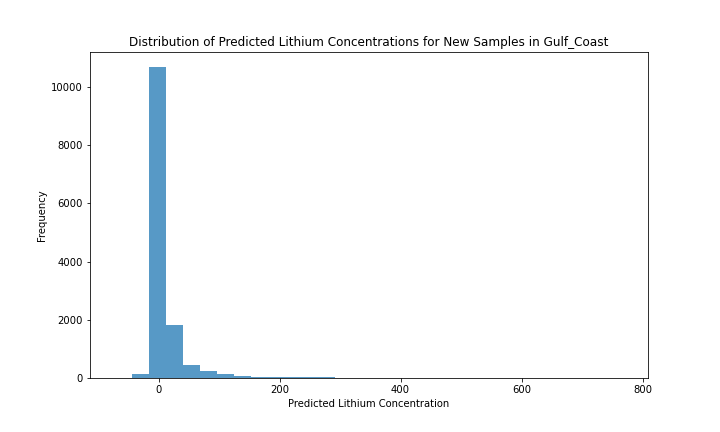 Distribution of Predicted Lithium Concentrations for New Samples in Gulf_Coast
10000
8000
6000
4000
2000
0
Frequency
0 200 400 600 800
Predicted Lithium Concentration